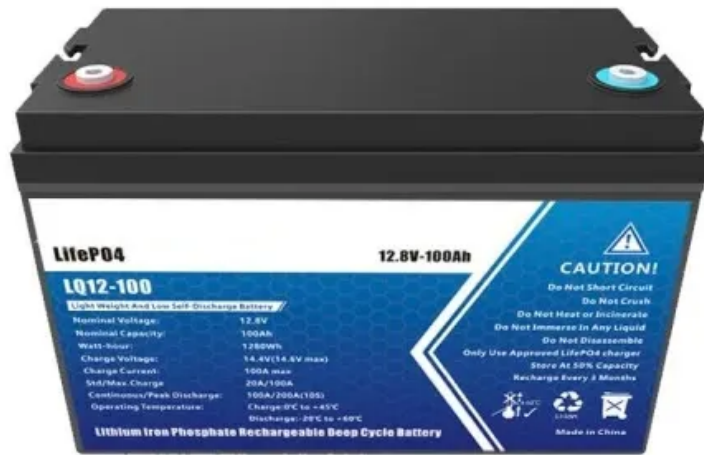 LifePO4
12.8V-100Ah
LQ12-100
Light Weight And Low Self-Discharge Battery
Nominal Voltage: 12.8V
Nominal Capacity: 100Ah
Watt-hour: 1280Wh
Charge Voltage: 14.4V(14.6V max)
Charge Current: 100A max
Std/Max.Charge 20A/100A
Continuous/Peak Discharge: 100A/200A(10S)
Operating Temperature: Charge:0℃ to +45℃
Discharge:-20℃ to +60℃
Lithium Iron Phosphate Rechargeable Deep Cycle Battery
CAUTION!
Do Not Short Circuit
Do Not Crush
Do Not Heat or Incinerate
Do Not Immerse In Any Liquid
Do Not Disassemble
Only Use Approved LifePO4 charger
Store At 50% Capacity
Recharge Every 3 Months
Li-ion
Made in China